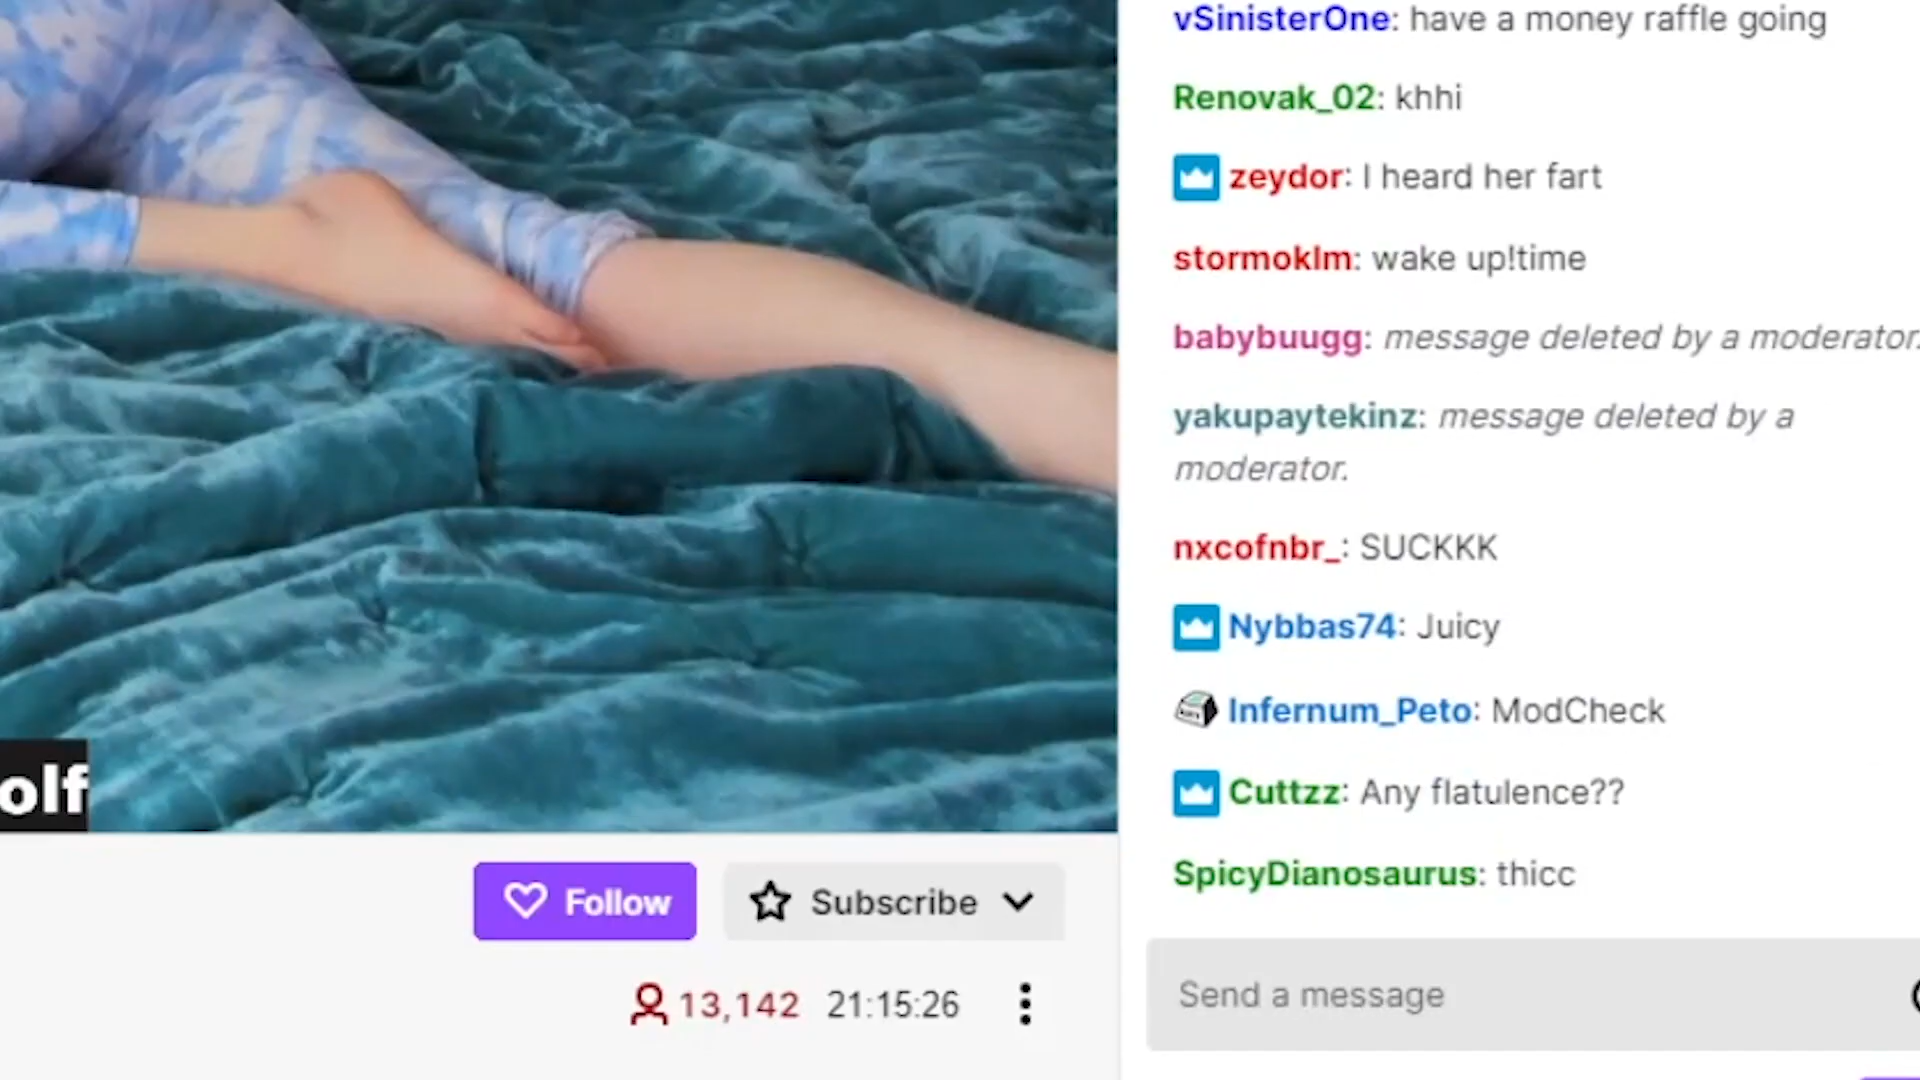 vSinisterOne: have a money raffle going
Renovak_02: khhi
zeydor: I heard her fart
stormoklm: wake up!time
babybuugg: message deleted by a moderator.
yakupaytekinz: message deleted by a
moderator.
nxcofnbr_: SUCKKK
Nybbas74: Juicy
Infernum_Peto: ModCheck
Cuttzz: Any flatulence??
SpicyDianosaurus: thicc
Send a message
olf
Follow
Subscribe
13,142
21:15:26